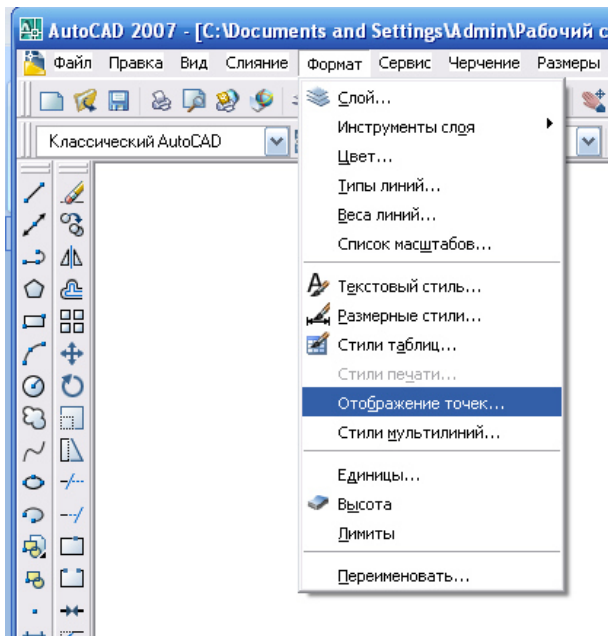 AutoCAD 2007 - [C:\Documents and Settings\Admin\Рабочий с
Файл Правка Вид Слияние Формат Сервис Черчение Размеры
Классический AutoCAD
Слой...
Инструменты слоя
Цвет...
Типы линий...
Веса линий...
Список масштабов...
Текстовый стиль...
Размерные стили...
Стили таблиц...
Стили печати...
Отображение точек...
Стили мультилиний...
Единицы...
Высота
Лимиты
Переименовать...